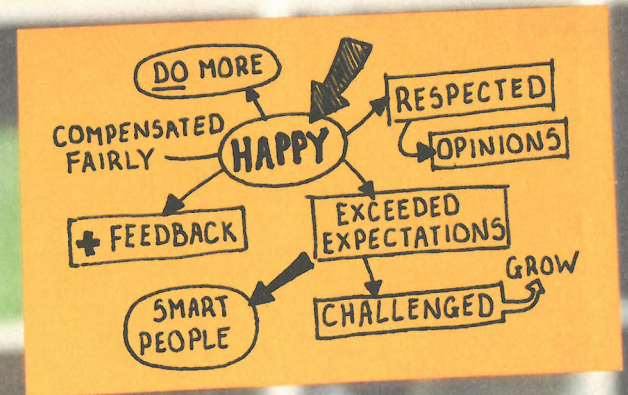 DO MORE
RESPECTED
COMPENSATED
FAIRLY
HAPPY
OPINIONS
+ FEEDBACK
EXCEEDED
EXPECTATIONS
GROW
SMART
PEOPLE
CHALLENGED